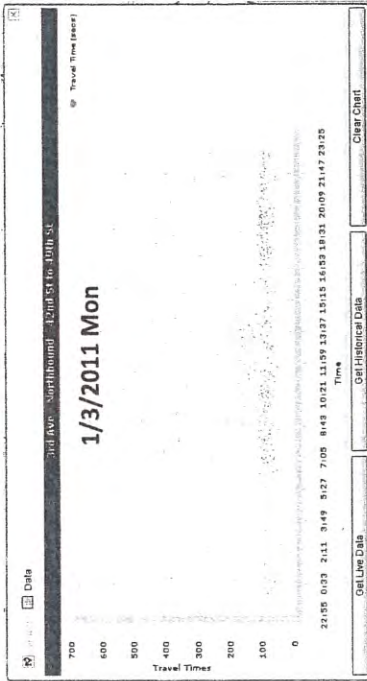 Data
3rd Ave - Northbound - 42nd St to 49th St
1/3/2011 Mon
Travel Time (secs)
700
600
500
400
300
200
100
0
Travel Times
22:55 0:33 2:11 3:49 5:27 7:05 8:43 10:21 11:59 13:37 15:15 16:53 18:31 20:09 21:47 23:25
Time
Get Live Data
Get Historical Data
Clear Chart